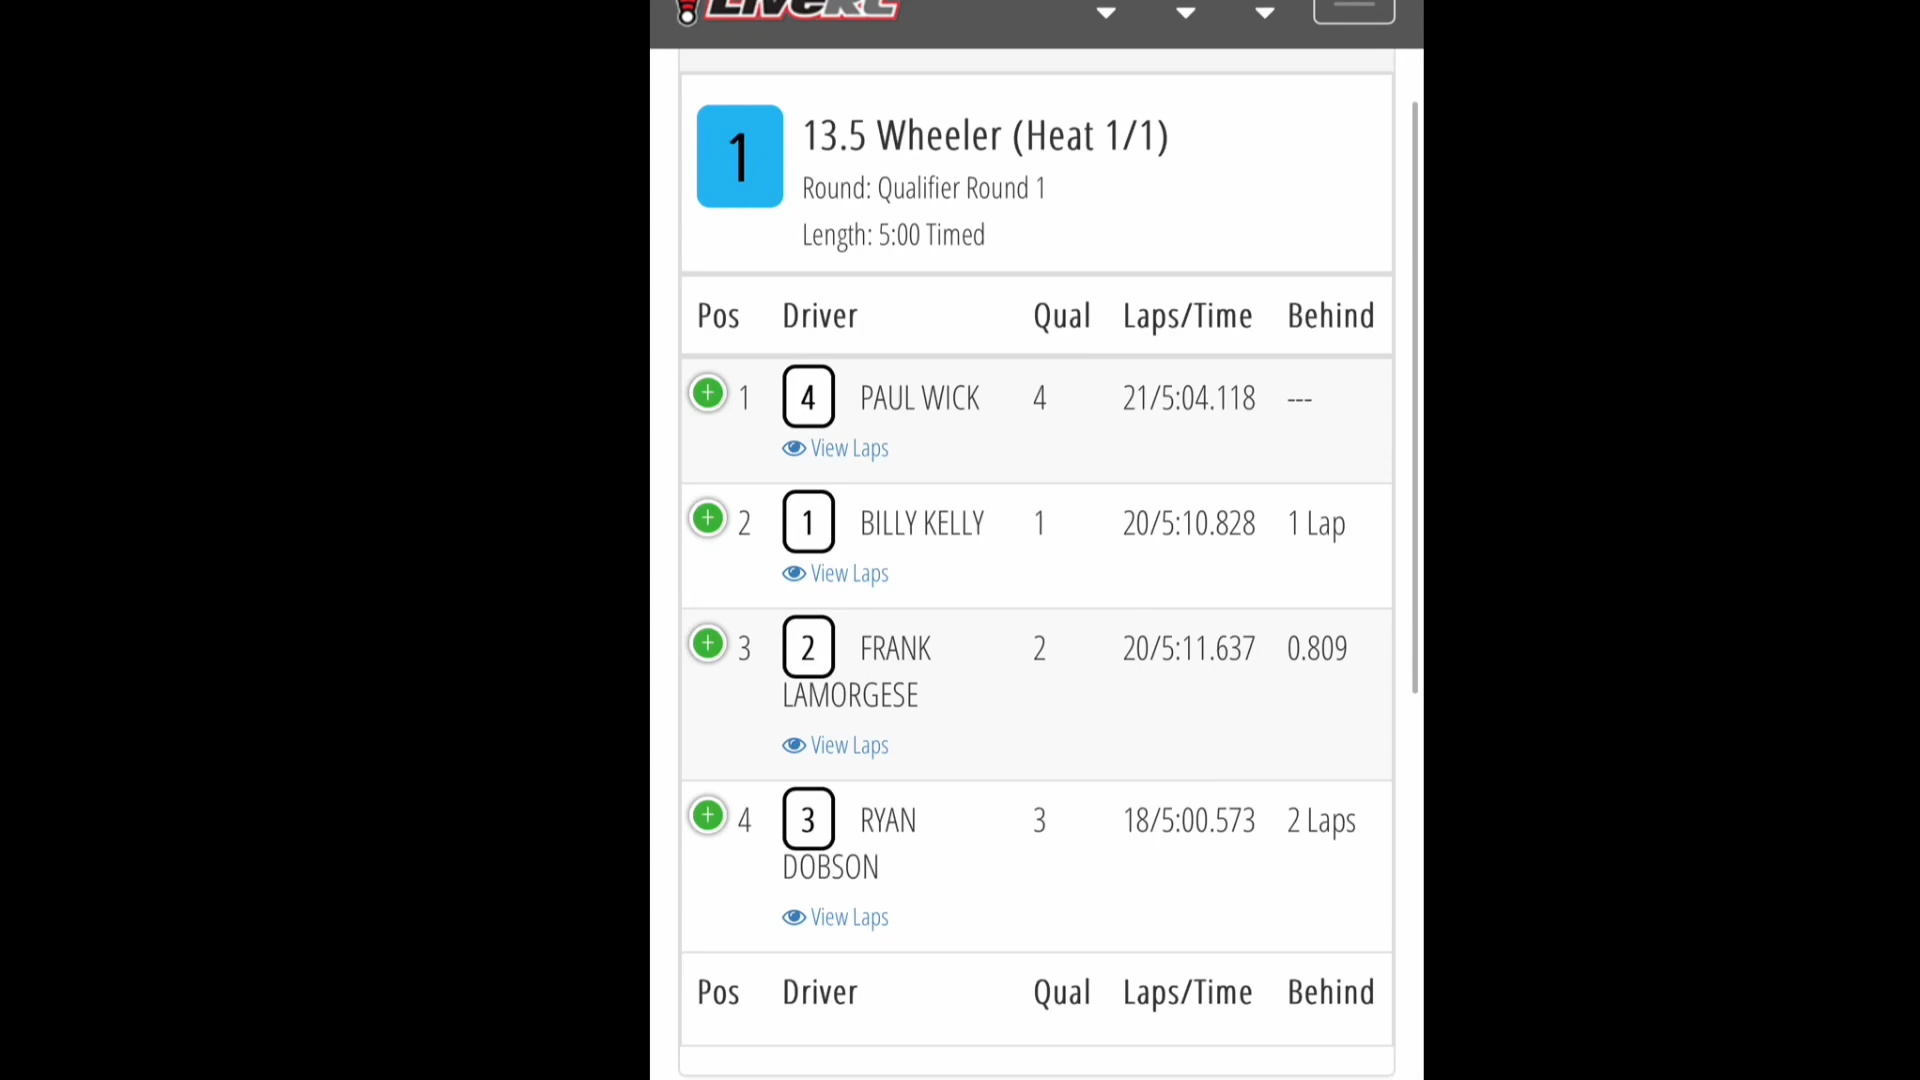 LiveRC
1
13.5 Wheeler (Heat 1/1)
Round: Qualifier Round 1
Length: 5:00 Timed
Pos Driver Qual Laps/Time Behind
1 4 PAUL WICK 4 21/5:04.118 ---
View Laps
2 1 BILLY KELLY 1 20/5:10.828 1 Lap
View Laps
3 2 FRANK 2 20/5:11.637 0.809
LAMORGESE
View Laps
4 3 RYAN 3 18/5:00.573 2 Laps
DOBSON
View Laps
Pos Driver Qual Laps/Time Behind